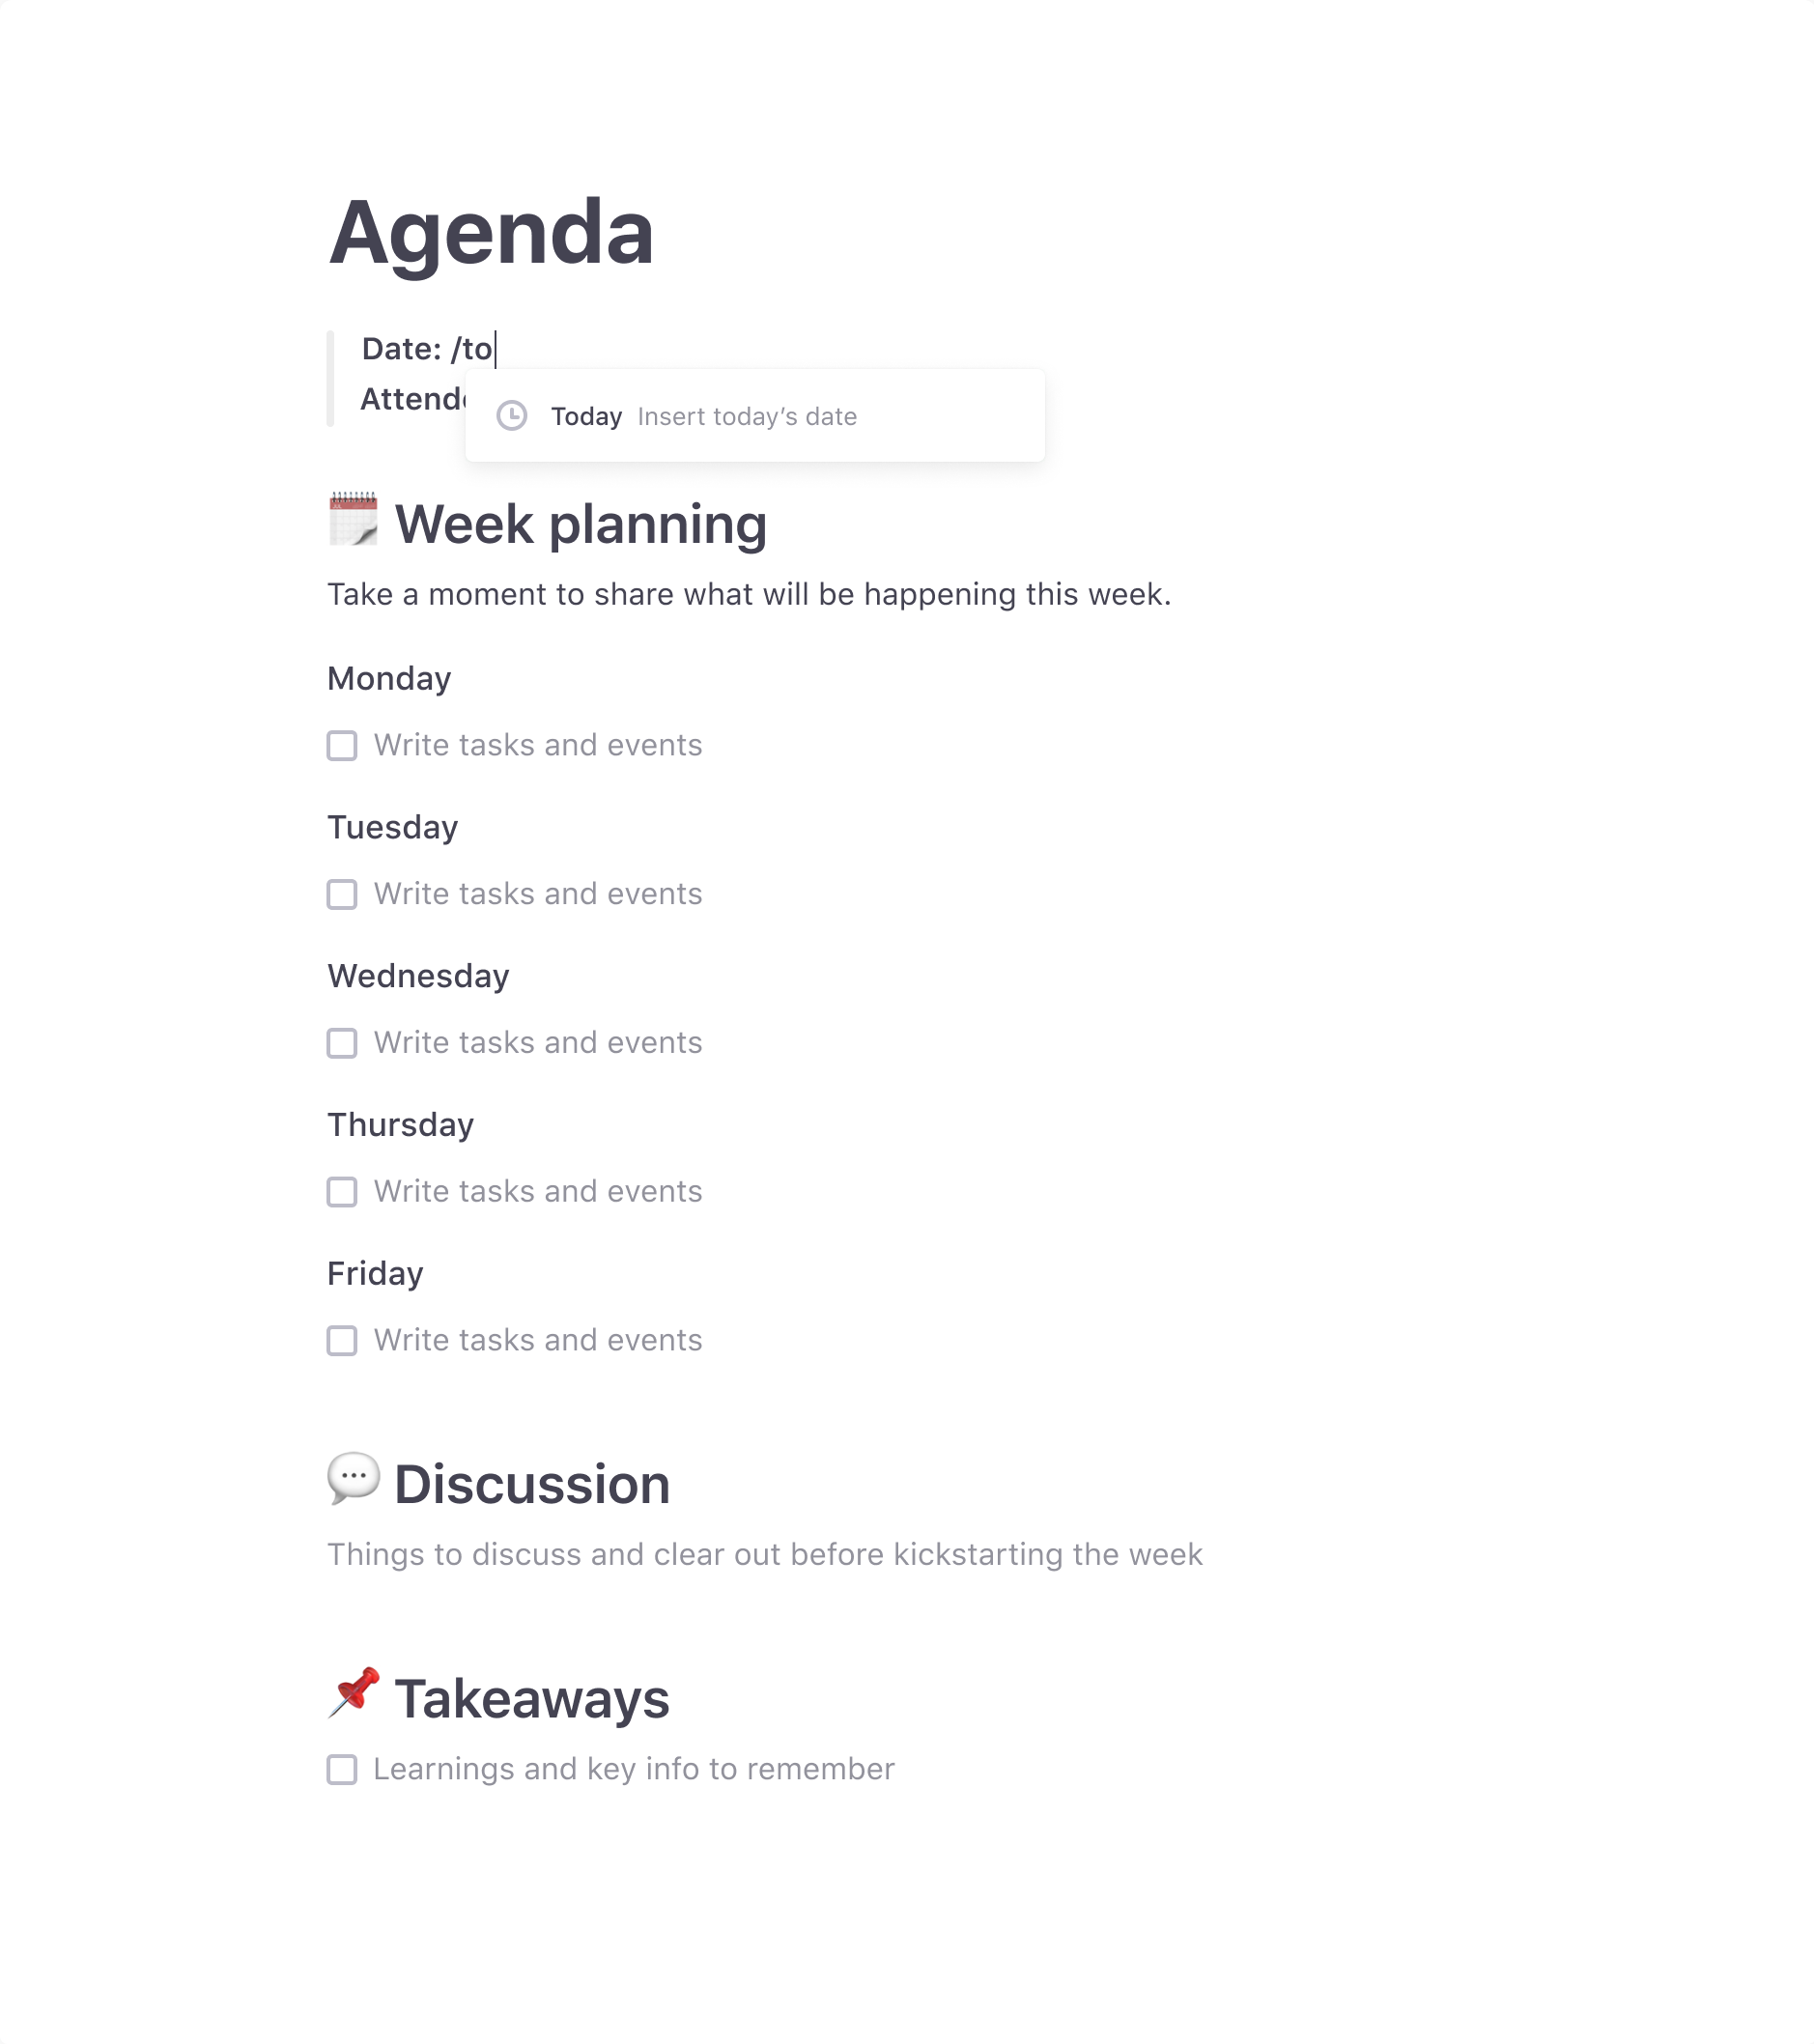 Agenda
Date: /to
Today Insert today’s date
Week planning
Take a moment to share what will be happening this week.
Monday
Write tasks and events
Tuesday
Write tasks and events
Wednesday
Write tasks and events
Thursday
Write tasks and events
Friday
Write tasks and events
Discussion
Things to discuss and clear out before kickstarting the week
Takeaways
Learnings and key info to remember